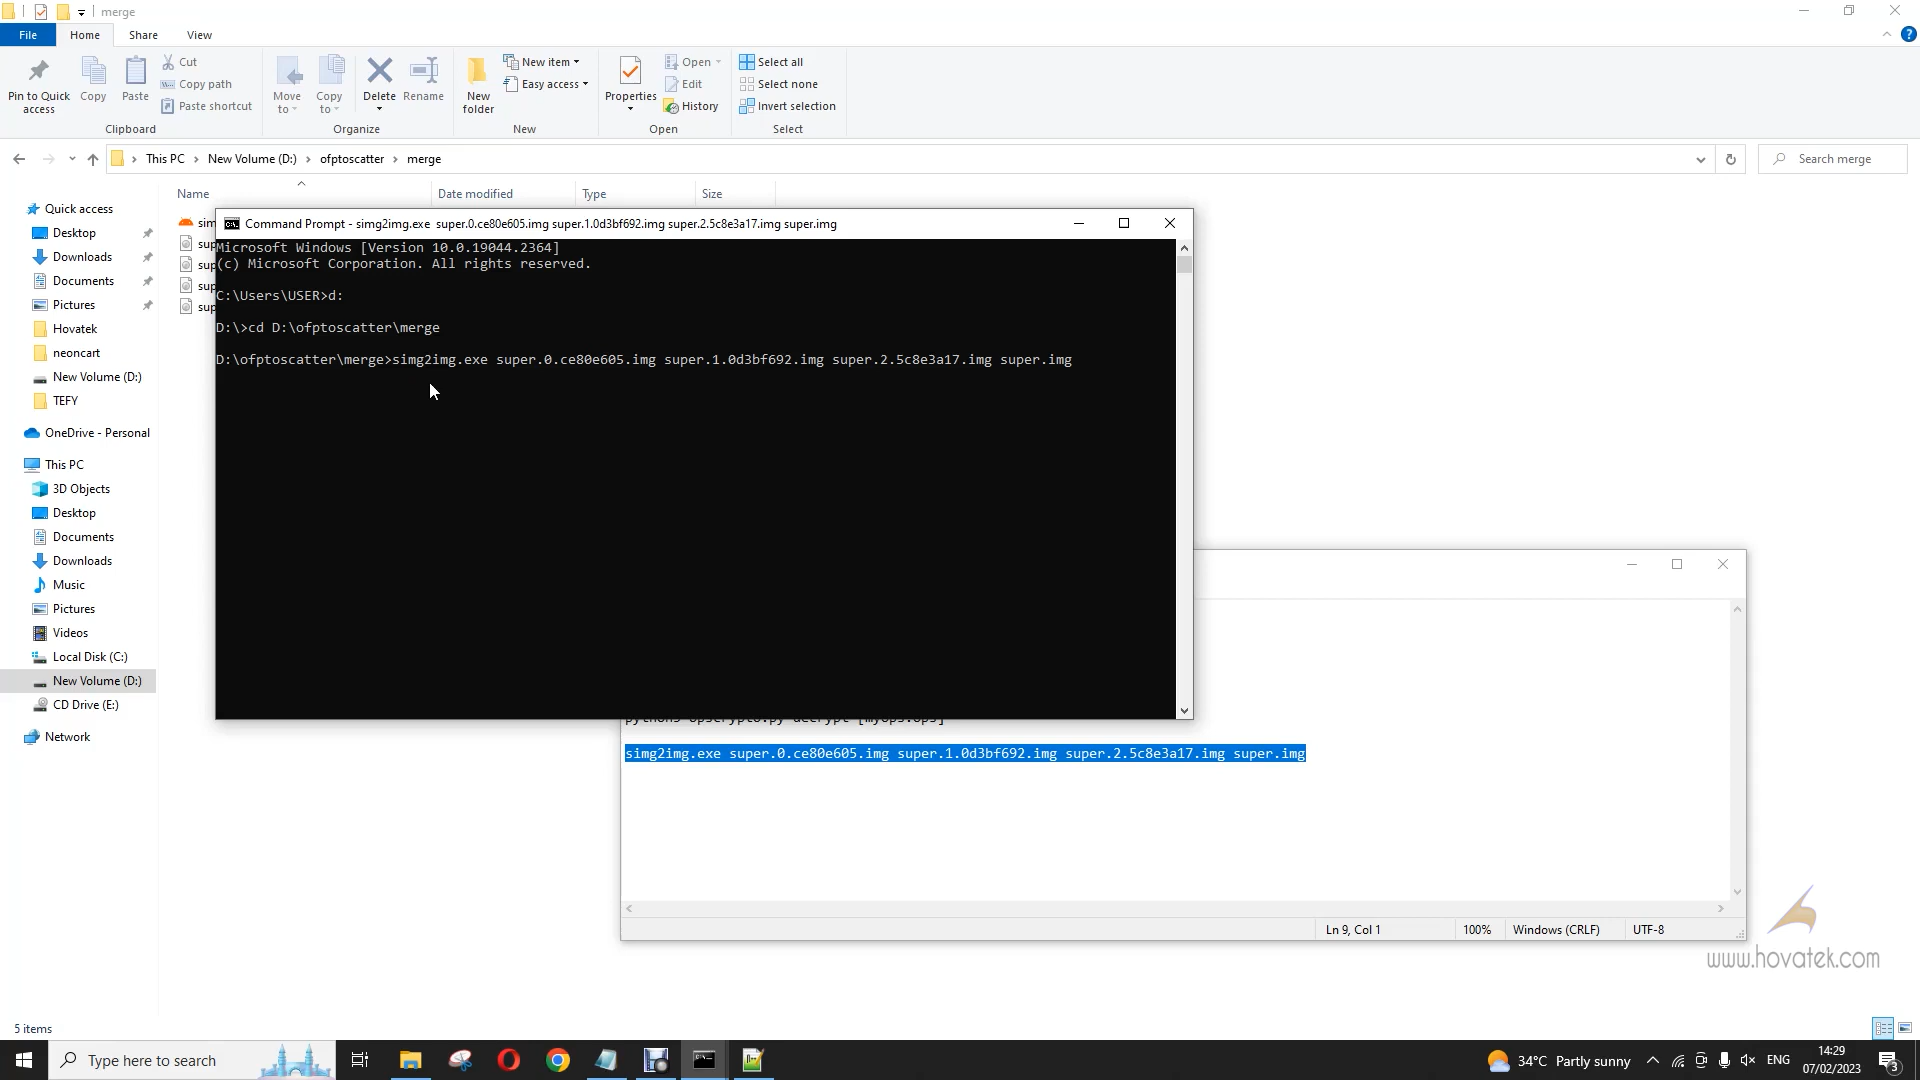 merge
File
Home
Share
View
Pin to Quick access
Copy
Paste
Cut
Copy path
Paste shortcut
Clipboard
Move to
Copy to
Delete
Rename
Organize
New folder
New item
Easy access
New
Properties
Open
Edit
History
Open
Select all
Select none
Invert selection
Select
This PC > New Volume (D:) > ofptoscatter > merge
Search merge
Name
Date modified
Type
Size
Quick access
Desktop
Downloads
Documents
Pictures
Hovatek
neoncart
New Volume (D:)
TEFY
OneDrive - Personal
This PC
3D Objects
Desktop
Documents
Downloads
Music
Pictures
Videos
Local Disk (C:)
New Volume (D:)
CD Drive (E:)
Network
sim
sup
sup
sup
sup
Command Prompt - simg2img.exe  super.0.ce80e605.img super.1.0d3bf692.img super.2.5c8e3a17.img super.img
Microsoft Windows [Version 10.0.19044.2364]
(c) Microsoft Corporation. All rights reserved.
C:\Users\USER>d:
D:\>cd D:\ofptoscatter\merge
D:\ofptoscatter\merge>simg2img.exe super.0.ce80e605.img super.1.0d3bf692.img super.2.5c8e3a17.img super.img
simg2img.exe super.0.ce80e605.img super.1.0d3bf692.img super.2.5c8e3a17.img super.img
Ln 9, Col 1
100%
Windows (CRLF)
UTF-8
www.hovatek.com
5 items
Type here to search
34°C Partly sunny
ENG
14:29
07/02/2023
3